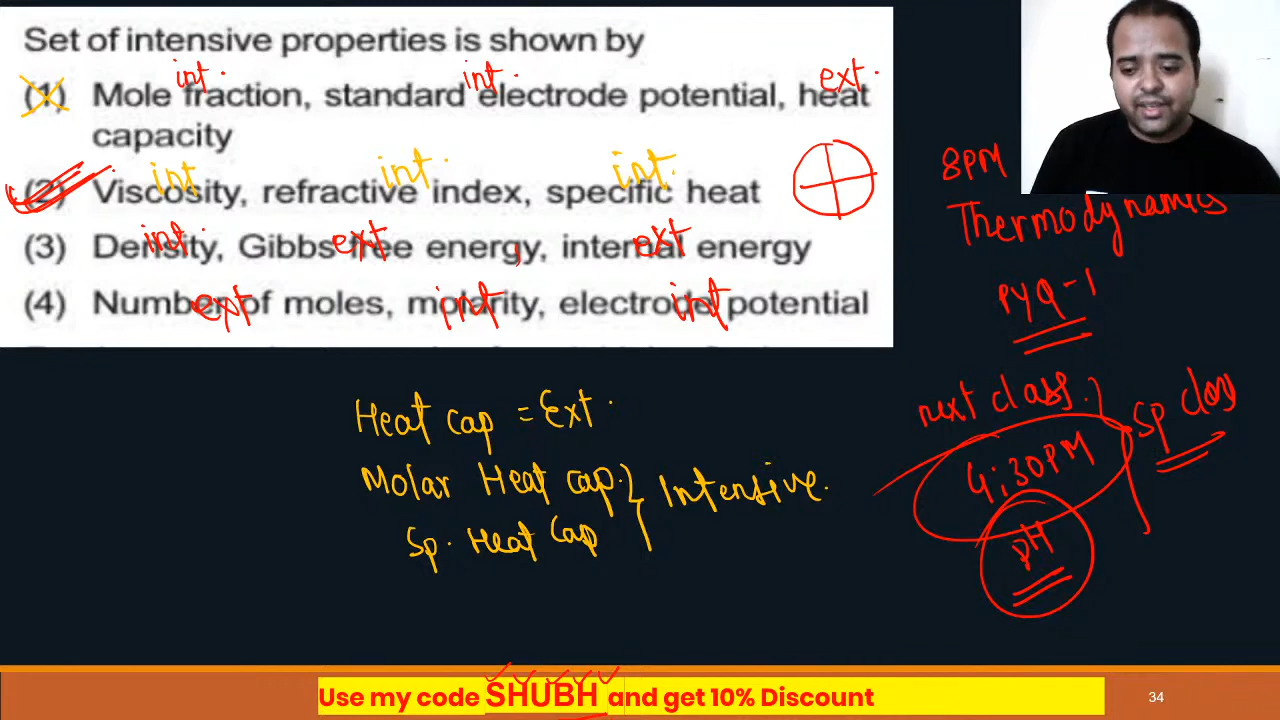 Set of intensive properties is shown by
int. int. ext.
(1) Mole fraction, standard electrode potential, heat
capacity
int int. int.
(2) Viscosity, refractive index, specific heat
int. ext ext
(3) Density, Gibbs free energy, internal energy
ext int int
(4) Number of moles, molarity, electrode potential
8PM
Thermodynamics
PYQ-1
next class.
4:30PM
Sp class
pH
Heat cap = Ext.
Molar Heat cap. } Intensive.
Sp. Heat Cap
Use my code SHUBH and get 10% Discount
34